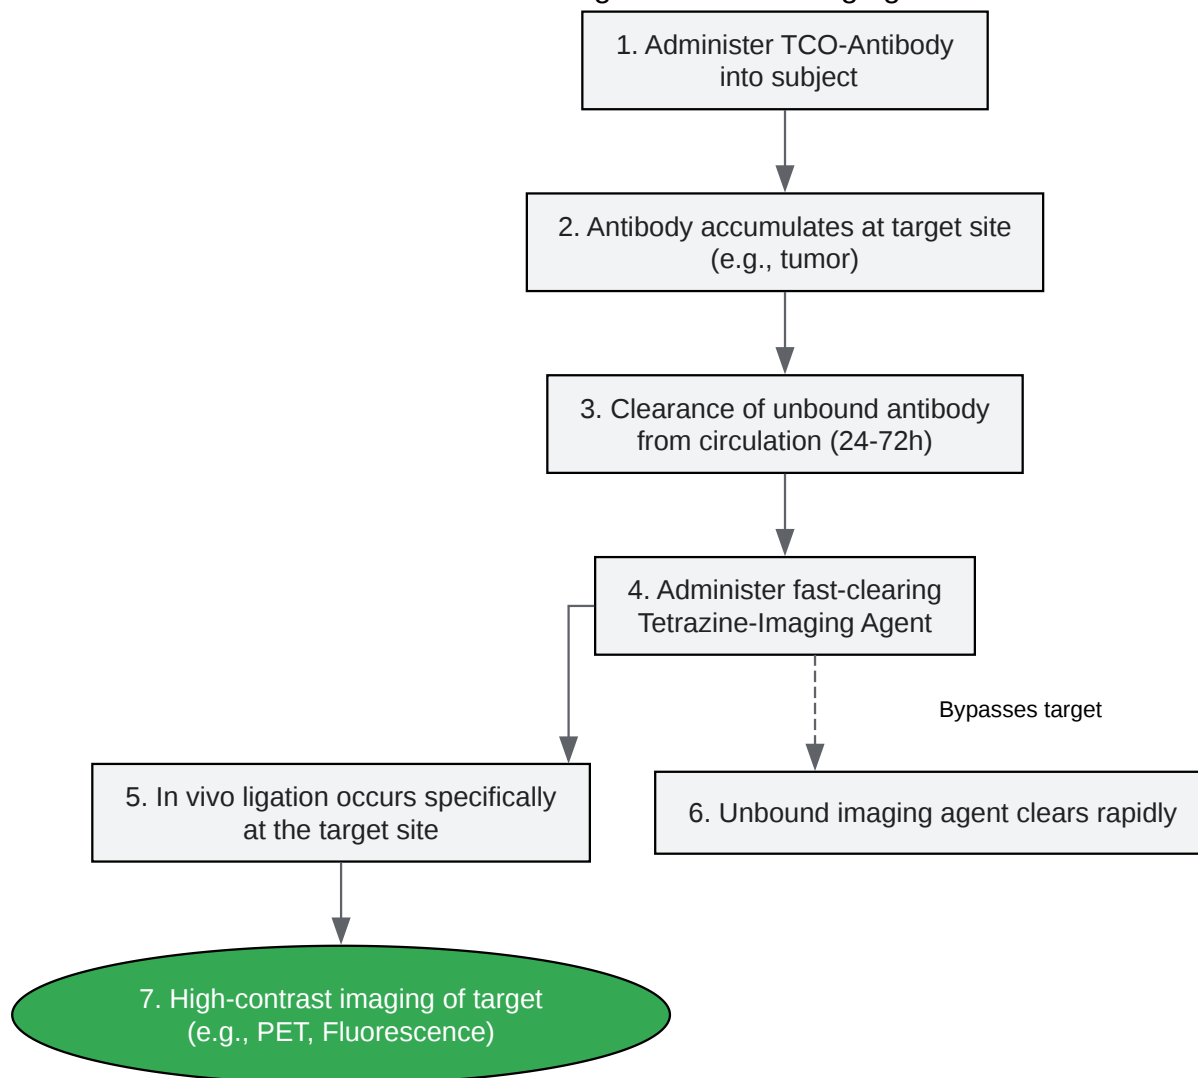 1. Administer TCO-Antibody
into subject
2. Antibody accumulates at target site
(e.g., tumor)
3. Clearance of unbound antibody
from circulation (24-72h)
4. Administer fast-clearing
Tetrazine-Imaging Agent
Bypasses target
5. In vivo ligation occurs specifically
at the target site
6. Unbound imaging agent clears rapidly
7. High-contrast imaging of target
(e.g., PET, Fluorescence)